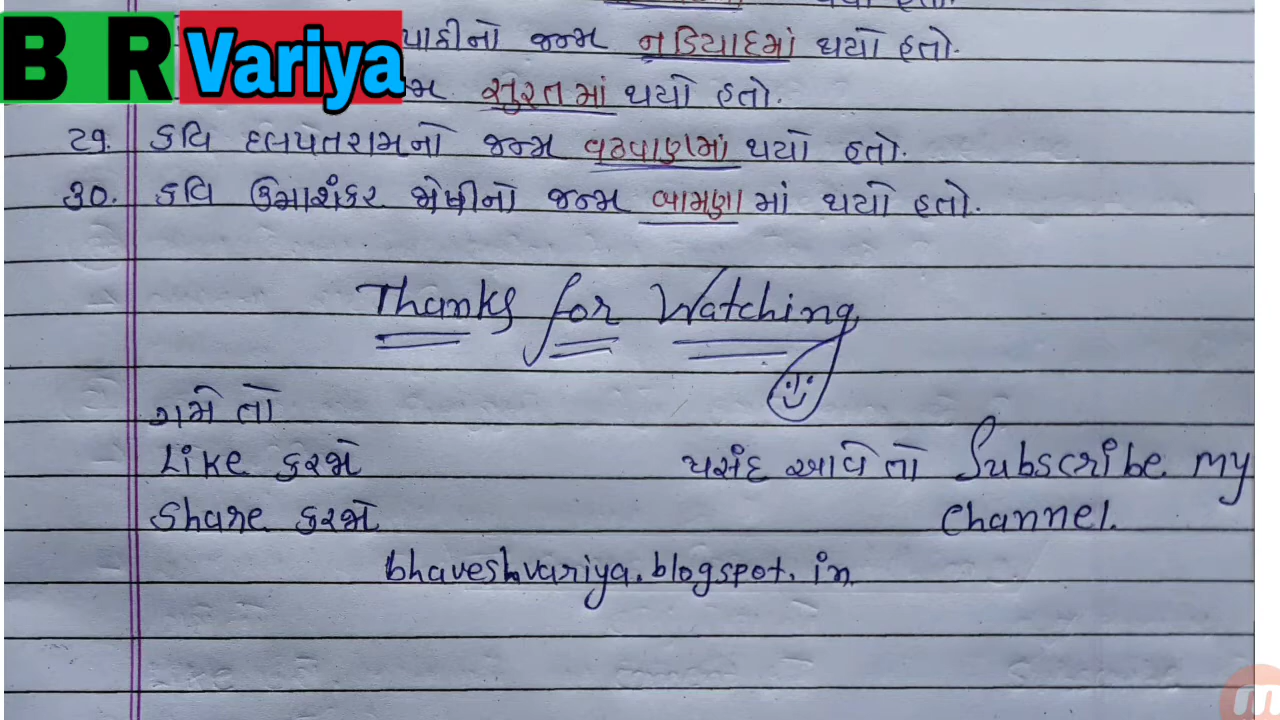 B R Variya
નો જન્મ નડિયાદમાં થયો હતો.
સુરતમાં થયો હતો.
૨૯. કવિ દલપતરામનો જન્મ વઢવાણમાં થયો હતો.
૩૦. કવિ ઉમાશંકર જોષીનો જન્મ બામણામાં થયો હતો.
Thanks for Watching
ગમે તો
Like કરજો
Share કરજો
પસંદ આવે તો Subscribe my
channel.
bhaveshvariya.blogspot.in